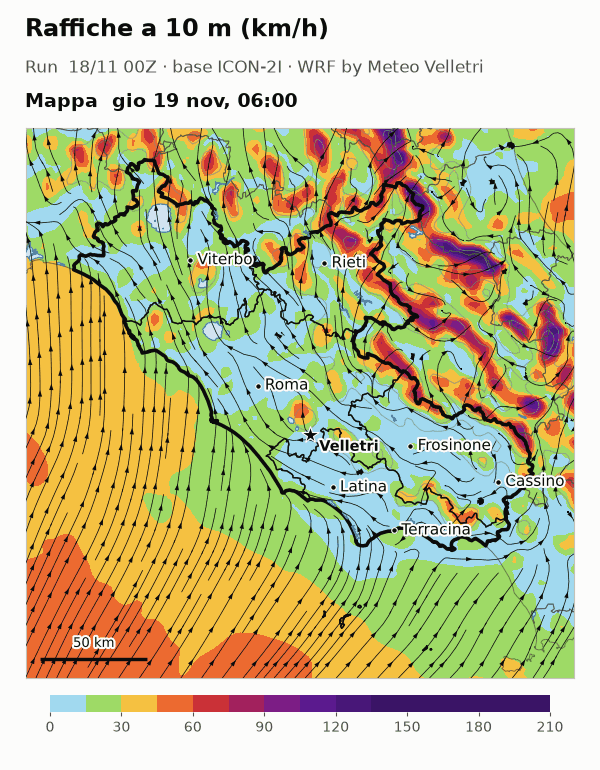 Raffiche a 10 m (km/h)
Run  18/11 00Z · base ICON-2I · WRF by Meteo Velletri
Mappa  gio 19 nov, 06:00
Viterbo
Rieti
Roma
Velletri
Frosinone
Latina
Cassino
Terracina
50 km
0 30 60 90 120 150 180 210